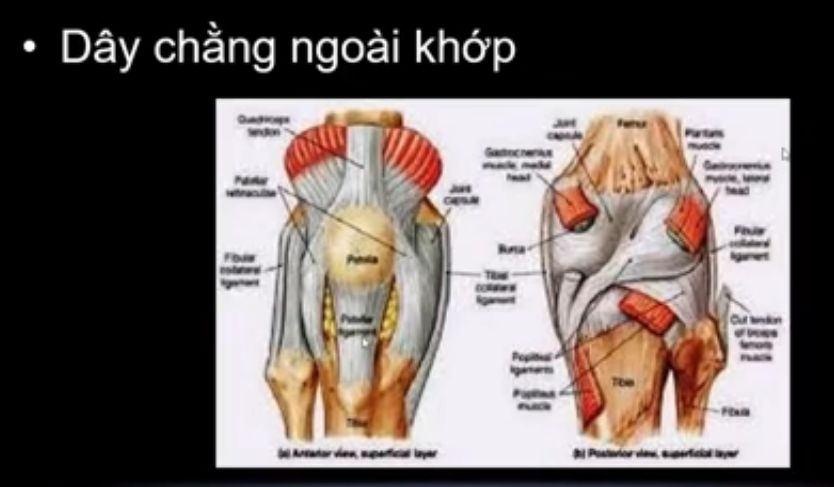 • Dây chằng ngoài khớp
Quadriceps
tendon
Patellar
retinaculae
Joint
capsule
Fibular
collateral
ligament
Patella
Patellar
ligament
Tibia
Tibial
collateral
ligament
(a) Anterior view, superficial layer
Joint
capsule
Femur
Plantaris
muscle
Gastrocnemius
muscle, medial
head
Gastrocnemius
muscle, lateral
head
Bursa
Fibular
collateral
ligament
Cut tendon
of biceps
femoris
muscle
Popliteal
ligaments
Popliteus
muscle
Tibia
Fibula
(b) Posterior view, superficial layer